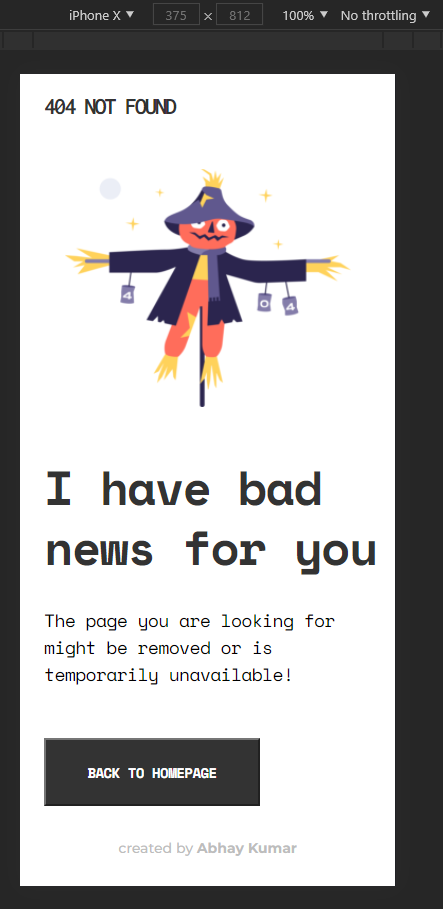 iPhone X ▼ 375 × 812 100% ▼ No throttling ▼
404 NOT FOUND
4
0
4
I have bad
news for you
The page you are looking for
might be removed or is
temporarily unavailable!
BACK TO HOMEPAGE
created by Abhay Kumar